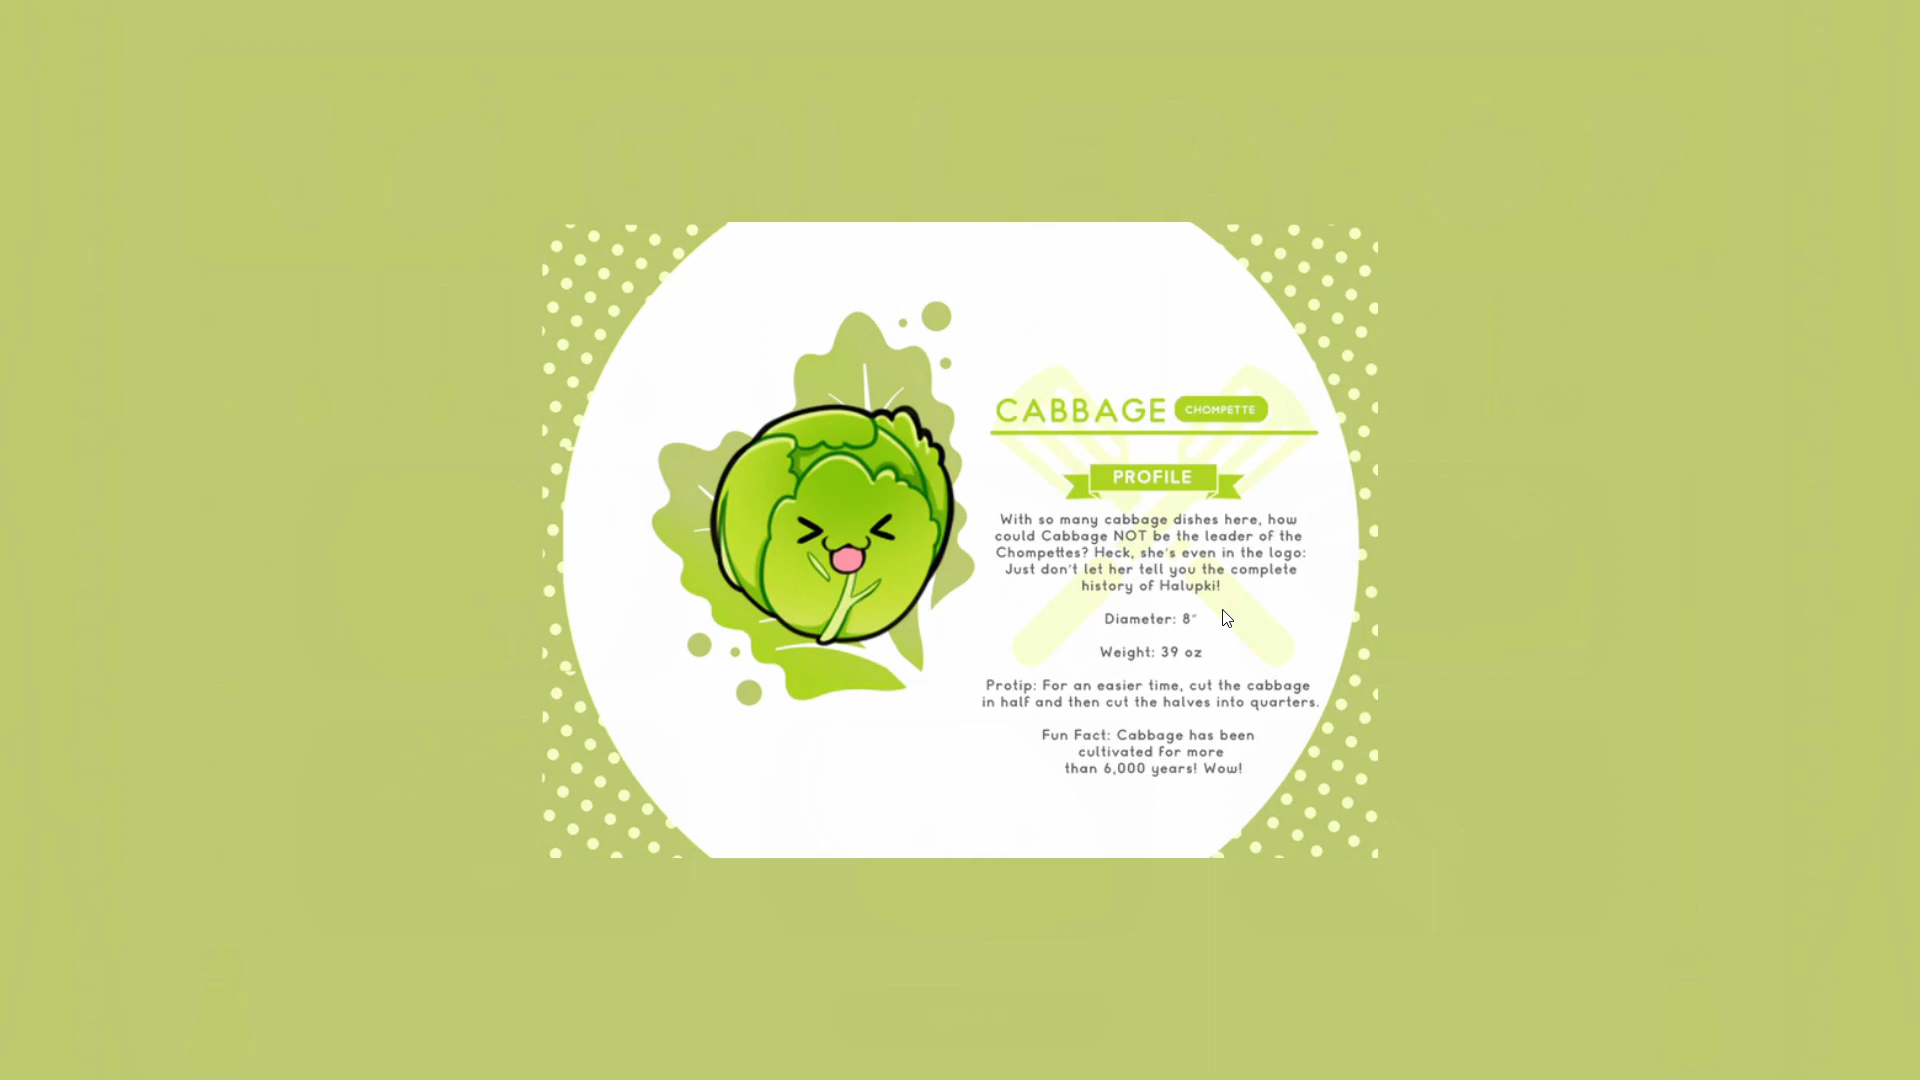 GALLERY
CABBAGE
CHOMPETTE
PROFILE
With so many cabbage dishes here, how
could Cabbage NOT be the leader of the
Chompettes? Heck, she's even in the logo:
Just don't let her tell you the complete
history of Halupki!
Diameter: 8"
Weight: 39 oz
Protip: For an easier time, cut the cabbage
in half and then cut the halves into quarters.
Fun Fact: Cabbage has been
cultivated for more
than 6,000 years! Wow!